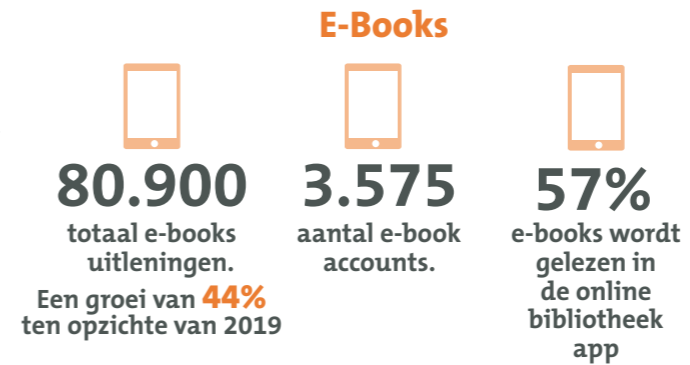 E-Books
80.900
totaal e-books
uitleningen.
Een groei van 44%
ten opzichte van 2019
3.575
aantal e-book
accounts.
57%
e-books wordt
gelezen in
de online
bibliotheek
app